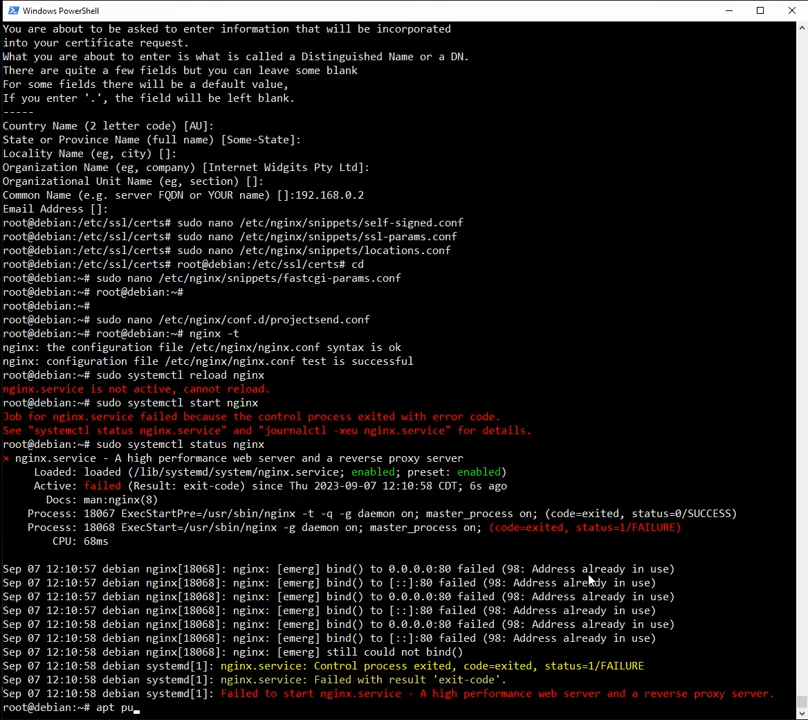 Windows PowerShell
You are about to be asked to enter information that will be incorporated
into your certificate request.
What you are about to enter is what is called a Distinguished Name or a DN.
There are quite a few fields but you can leave some blank
For some fields there will be a default value,
If you enter '.', the field will be left blank.
-----
Country Name (2 letter code) [AU]:
State or Province Name (full name) [Some-State]:
Locality Name (eg, city) []:
Organization Name (eg, company) [Internet Widgits Pty Ltd]:
Organizational Unit Name (eg, section) []:
Common Name (e.g. server FQDN or YOUR name) []:192.168.0.2
Email Address []:
root@debian:/etc/ssl/certs# sudo nano /etc/nginx/snippets/self-signed.conf
root@debian:/etc/ssl/certs# sudo nano /etc/nginx/snippets/ssl-params.conf
root@debian:/etc/ssl/certs# sudo nano /etc/nginx/snippets/locations.conf
root@debian:/etc/ssl/certs# root@debian:/etc/ssl/certs# cd
root@debian:~# sudo nano /etc/nginx/snippets/fastcgi-params.conf
root@debian:~# root@debian:~#
root@debian:~#
root@debian:~# sudo nano /etc/nginx/conf.d/projectsend.conf
root@debian:~# root@debian:~# nginx -t
nginx: the configuration file /etc/nginx/nginx.conf syntax is ok
nginx: configuration file /etc/nginx/nginx.conf test is successful
root@debian:~# sudo systemctl reload nginx
nginx.service is not active, cannot reload.
root@debian:~# sudo systemctl start nginx
Job for nginx.service failed because the control process exited with error code.
See "systemctl status nginx.service" and "journalctl -xeu nginx.service" for details.
root@debian:~# sudo systemctl status nginx
× nginx.service - A high performance web server and a reverse proxy server
Loaded: loaded (/lib/systemd/system/nginx.service; enabled; preset: enabled)
Active: failed (Result: exit-code) since Thu 2023-09-07 12:10:58 CDT; 6s ago
Docs: man:nginx(8)
Process: 18067 ExecStartPre=/usr/sbin/nginx -t -q -g daemon on; master_process on; (code=exited, status=0/SUCCESS)
Process: 18068 ExecStart=/usr/sbin/nginx -g daemon on; master_process on; (code=exited, status=1/FAILURE)
CPU: 68ms
Sep 07 12:10:57 debian nginx[18068]: nginx: [emerg] bind() to 0.0.0.0:80 failed (98: Address already in use)
Sep 07 12:10:57 debian nginx[18068]: nginx: [emerg] bind() to [::]:80 failed (98: Address already in use)
Sep 07 12:10:57 debian nginx[18068]: nginx: [emerg] bind() to 0.0.0.0:80 failed (98: Address already in use)
Sep 07 12:10:58 debian nginx[18068]: nginx: [emerg] bind() to [::]:80 failed (98: Address already in use)
Sep 07 12:10:58 debian nginx[18068]: nginx: [emerg] bind() to 0.0.0.0:80 failed (98: Address already in use)
Sep 07 12:10:58 debian nginx[18068]: nginx: [emerg] bind() to [::]:80 failed (98: Address already in use)
Sep 07 12:10:58 debian nginx[18068]: nginx: [emerg] still could not bind()
Sep 07 12:10:58 debian systemd[1]: nginx.service: Control process exited, code=exited, status=1/FAILURE
Sep 07 12:10:58 debian systemd[1]: nginx.service: Failed with result 'exit-code'.
Sep 07 12:10:58 debian systemd[1]: Failed to start nginx.service - A high performance web server and a reverse proxy server.
root@debian:~# apt pu